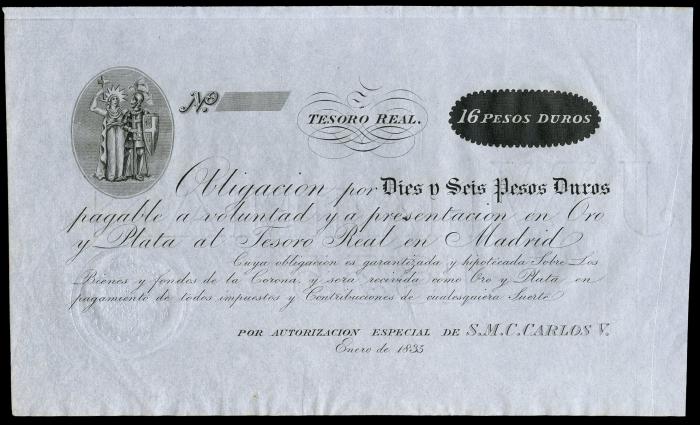 Nº
TESORO REAL.
16 PESOS DUROS
Obligacion por Dies y Seis Pesos Duros
pagable a voluntad y a presentacion en Oro
y Plata al Tesoro Real en Madrid
Cuya obligacion es garantizada y hipotecada Sobre Los
Bienes y fondos de la Corona, y sera recivida como Oro y Plata en
pagamiento de todos impuestos y Contribuciones de cualesquiera Suerte
POR AUTORIZACION ESPECIAL DE S.M.C. CARLOS V.
Enero de 1835